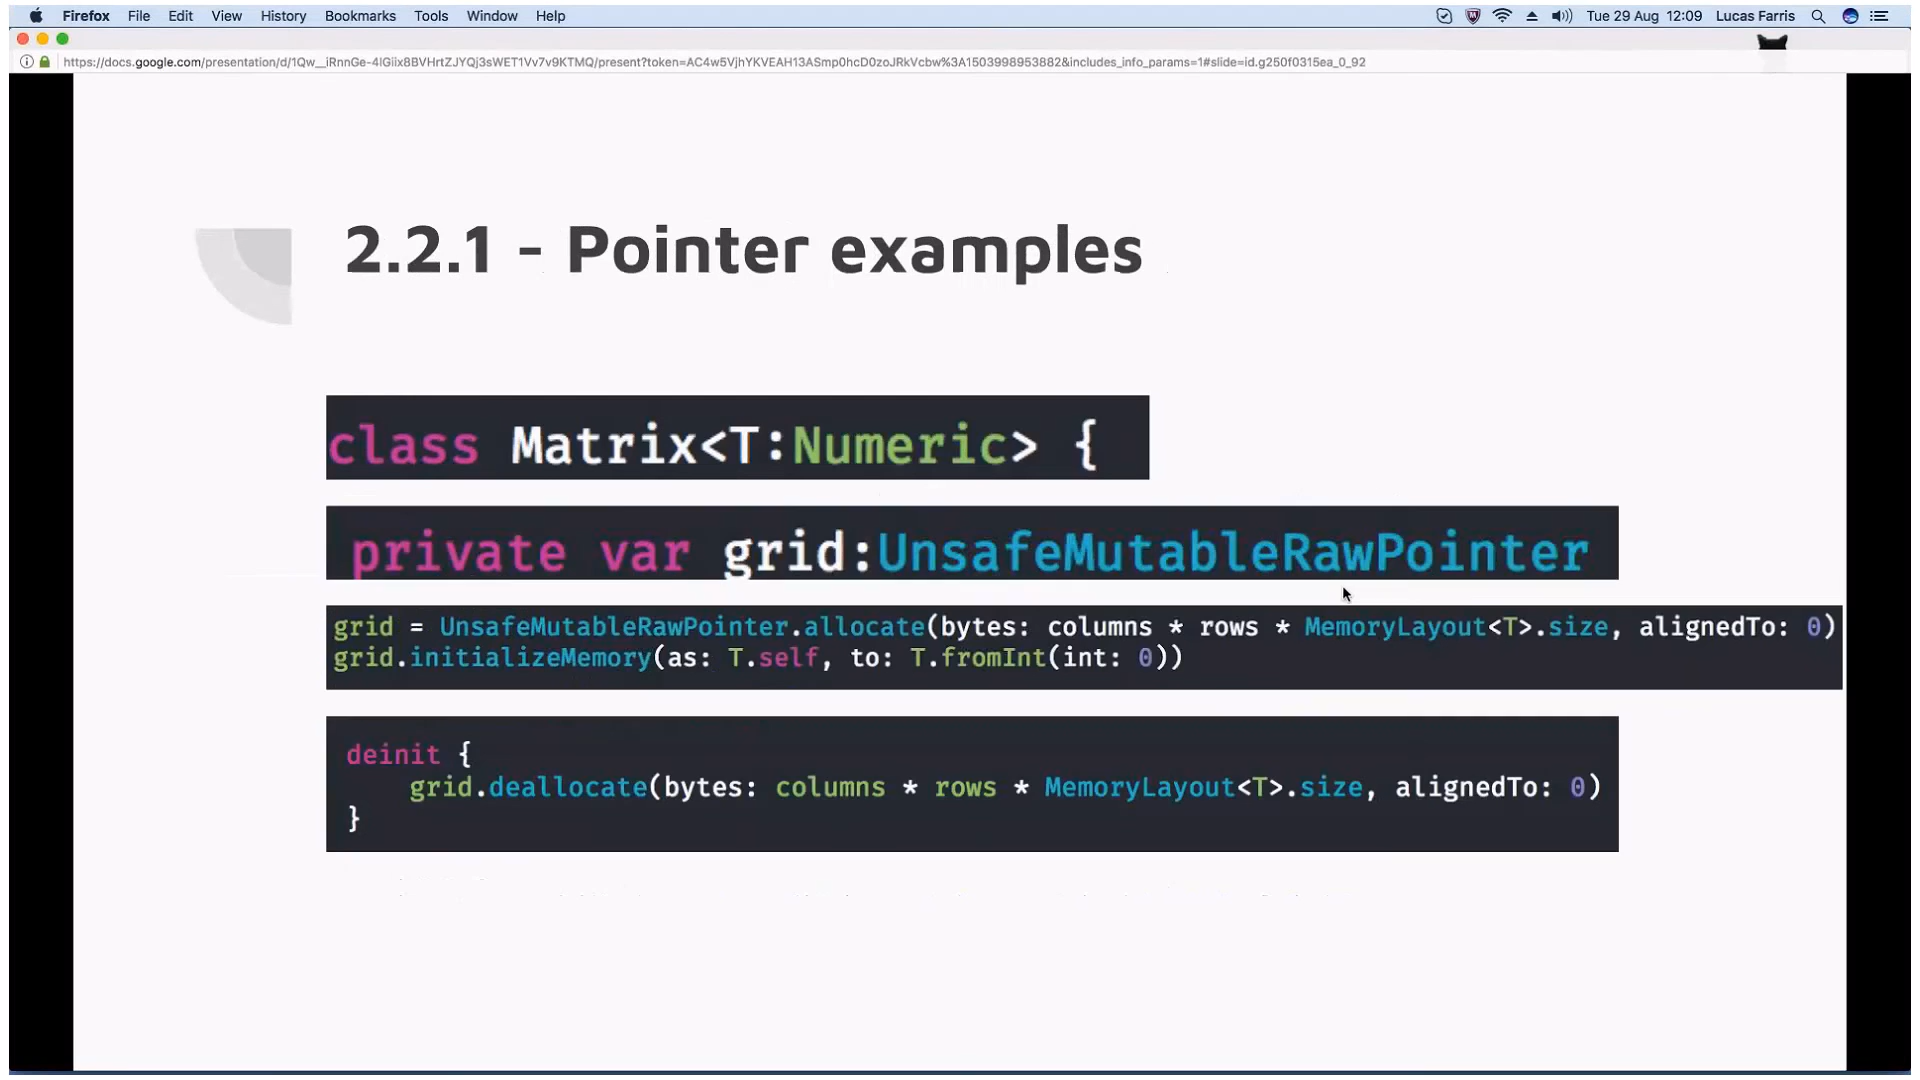 Firefox File Edit View History Bookmarks Tools Window Help Tue 29 Aug 12:09 Lucas Farris
https://docs.google.com/presentation/d/1Qw__iRnnGe-4lGiix8BVHrtZJYQj3sWET1Vv7v9KTMQ/present?token=AC4w5VjhYKVEAH13ASmp0hcD0zoJRkVcbw%3A1503998953882&includes_info_params=1#slide=id.g250f0315ea_0_92
2.2.1 - Pointer examples
class Matrix<T:Numeric> {
private var grid:UnsafeMutableRawPointer
grid = UnsafeMutableRawPointer.allocate(bytes: columns * rows * MemoryLayout<T>.size, alignedTo: 0)
grid.initializeMemory(as: T.self, to: T.fromInt(int: 0))
deinit {
grid.deallocate(bytes: columns * rows * MemoryLayout<T>.size, alignedTo: 0)
}